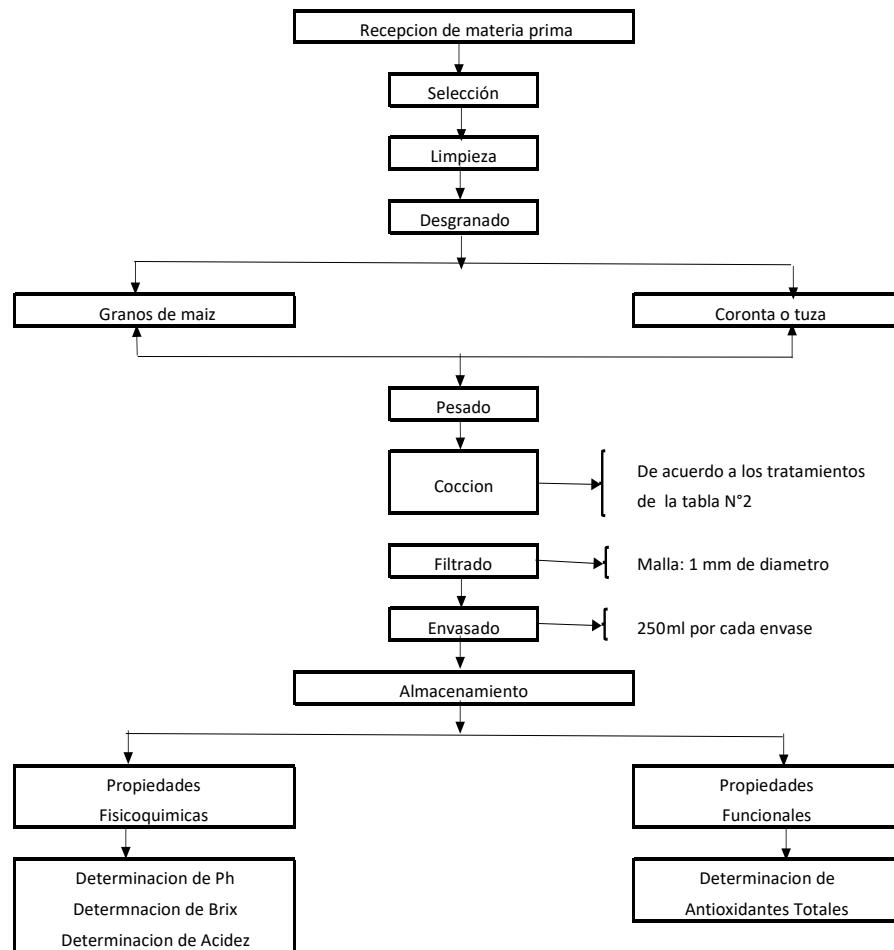 Recepcion de materia prima
Selección
Limpieza
Desgranado
Granos de maiz
Coronta o tuza
Pesado
Coccion
De acuerdo a los tratamientos
de la tabla N°2
Filtrado
Malla: 1 mm de diametro
Envasado
250ml por cada envase
Almacenamiento
Propiedades
Fisicoquimicas
Propiedades
Funcionales
Determinacion de Ph
Determnacion de Brix
Determinacion de Acidez
Determinacion de
Antioxidantes Totales